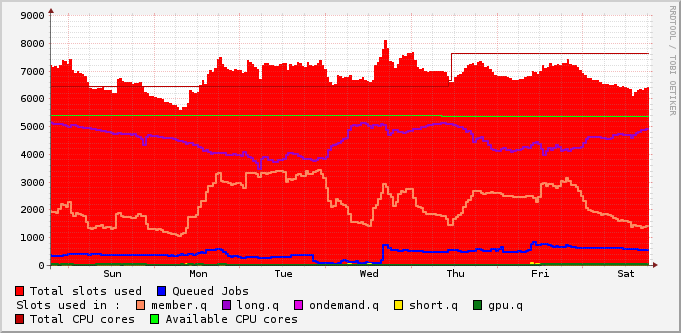 RRDTOOL / TOBI OETIKER
9000
8000
7000
6000
5000
4000
3000
2000
1000
0
Sun Mon Tue Wed Thu Fri Sat
Total slots used Queued Jobs
Slots used in : member.q long.q ondemand.q short.q gpu.q
Total CPU cores Available CPU cores